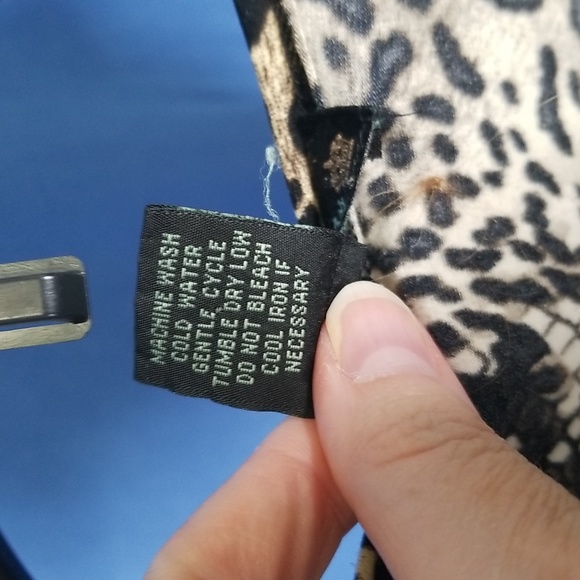 MACHINE WASH
COLD WATER
GENTLE CYCLE
TUMBLE DRY LOW
DO NOT BLEACH
COOL IRON IF
NECESSARY